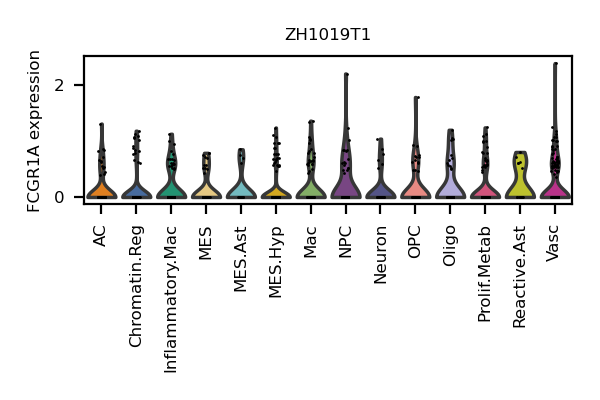 ZH1019T1
FCGR1A expression
2
0
AC
Chromatin.Reg
Inflammatory.Mac
MES
MES.Ast
MES.Hyp
Mac
NPC
Neuron
OPC
Oligo
Prolif.Metab
Reactive.Ast
Vasc